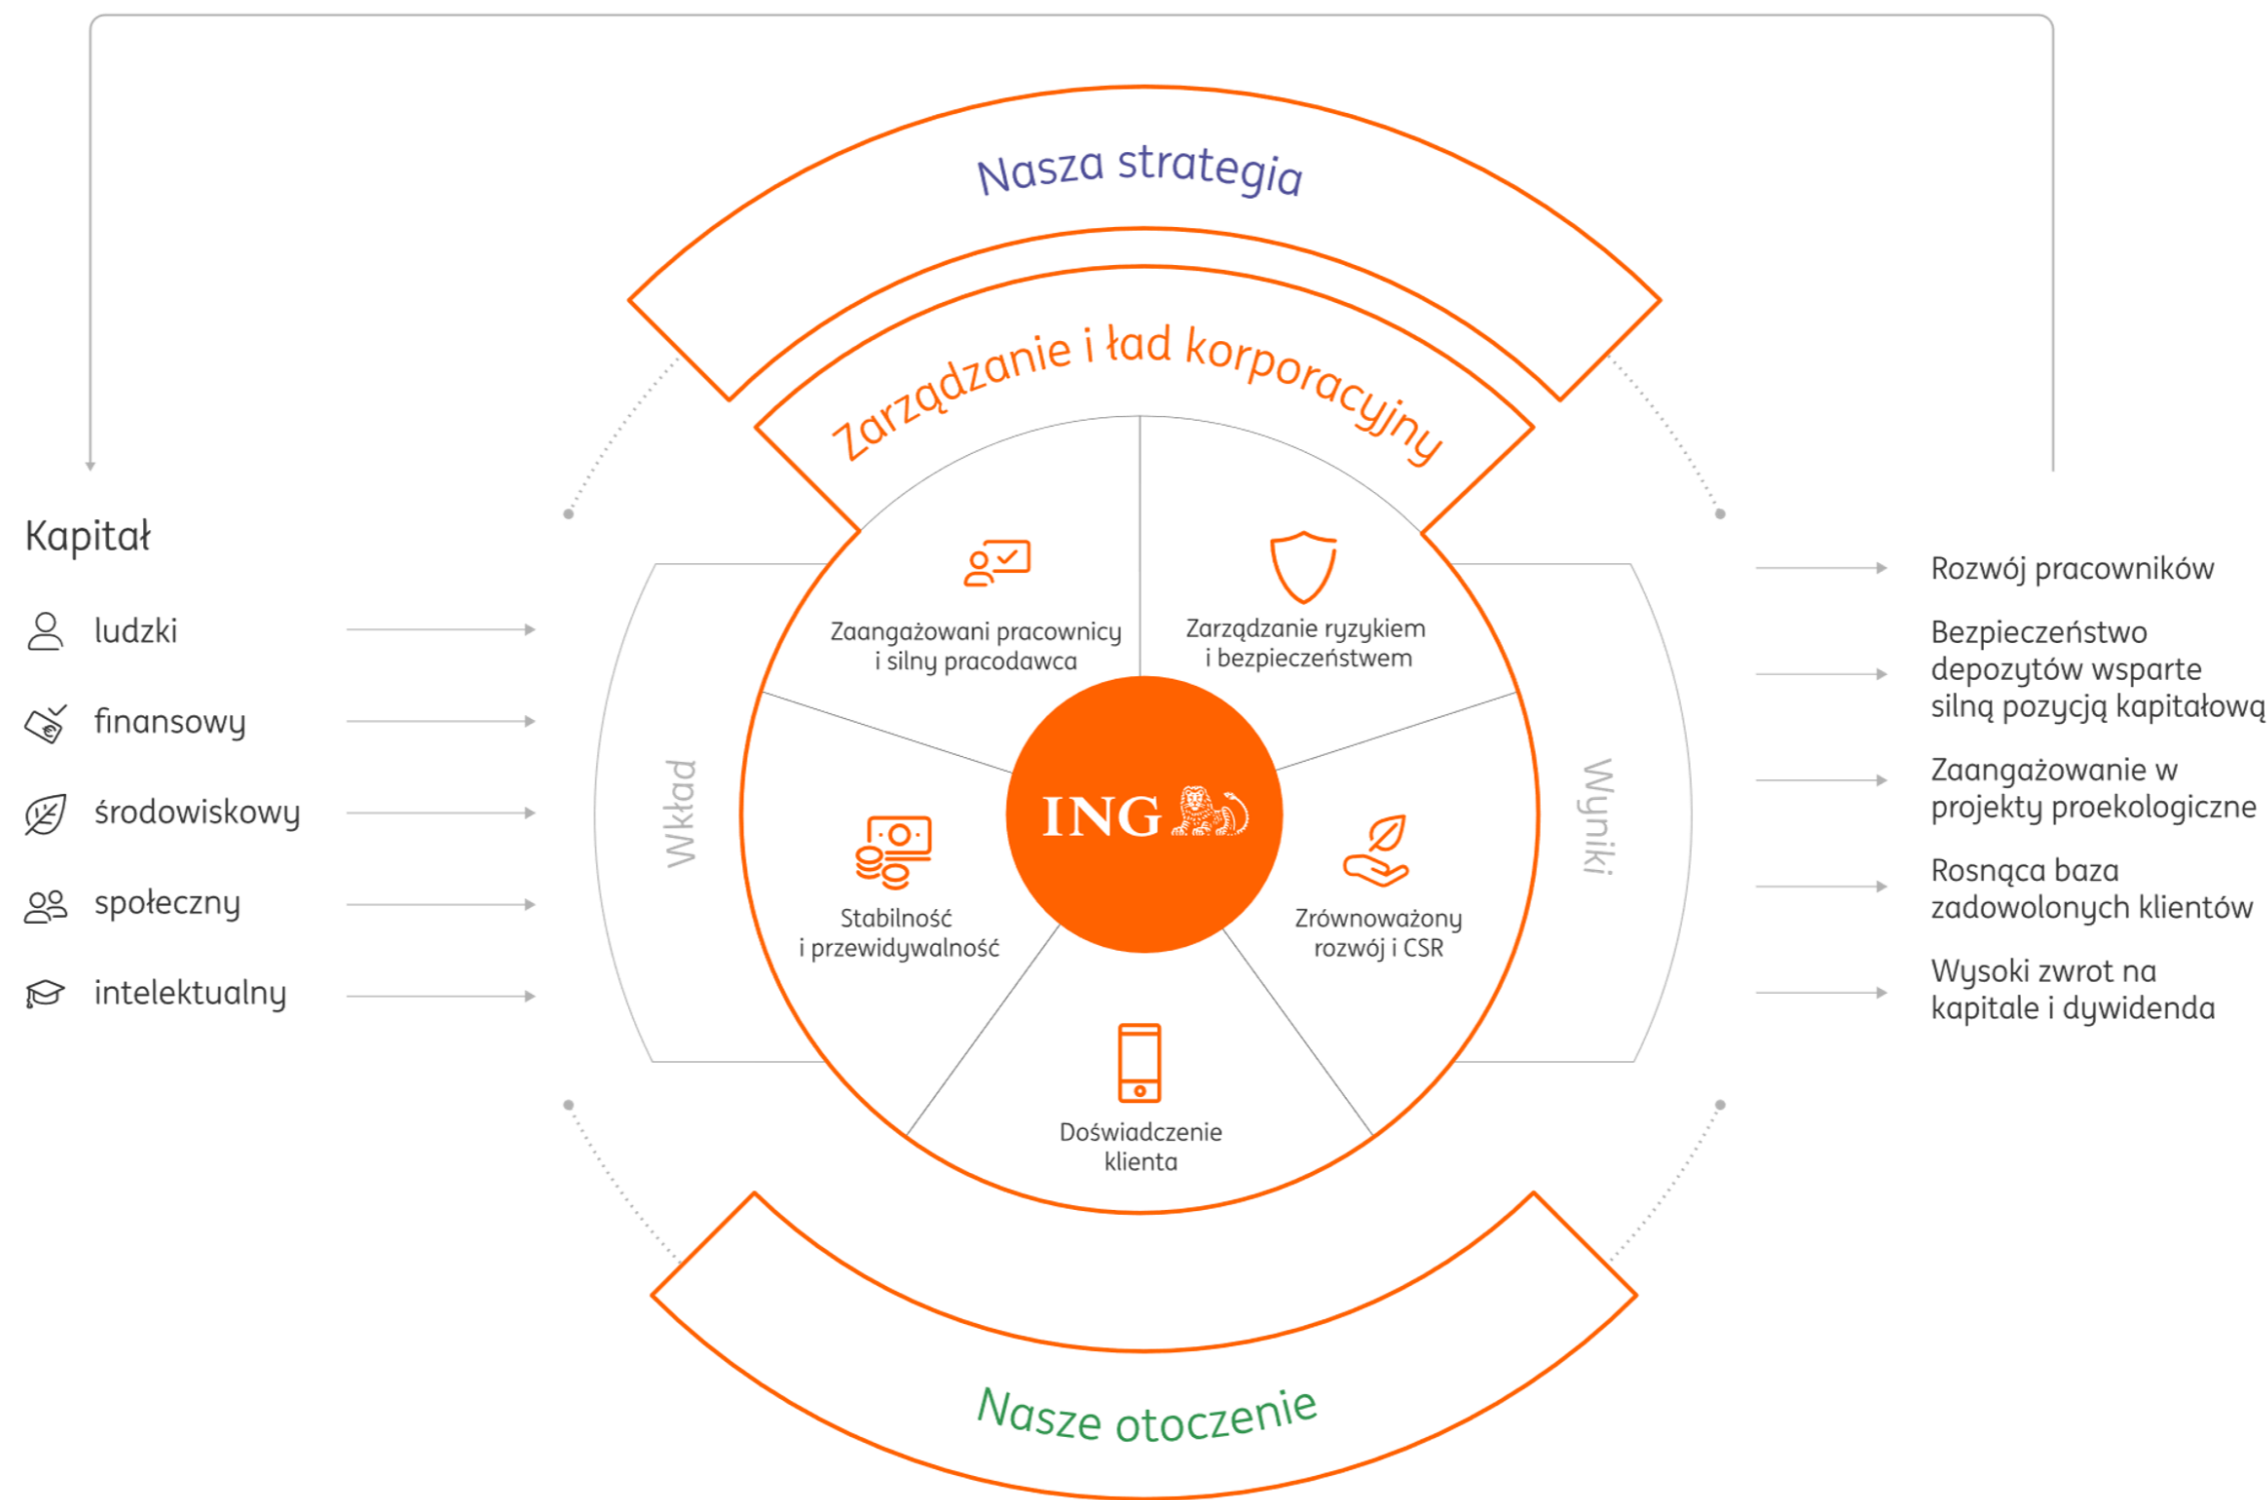 Nasza strategia
Zarządzanie i ład korporacyjny
Kapitał
ludzki
finansowy
środowiskowy
społeczny
intelektualny
Wkład
Zaangażowani pracownicy
i silny pracodawca
Zarządzanie ryzykiem
i bezpieczeństwem
Stabilność
i przewidywalność
ING
Zrównoważony
rozwój i CSR
Doświadczenie
klienta
Wyniki
Rozwój pracowników
Bezpieczeństwo
depozytów wsparte
silną pozycją kapitałową
Zaangażowanie w
projekty proekologiczne
Rosnąca baza
zadowolonych klientów
Wysoki zwrot na
kapitale i dywidenda
Nasze otoczenie